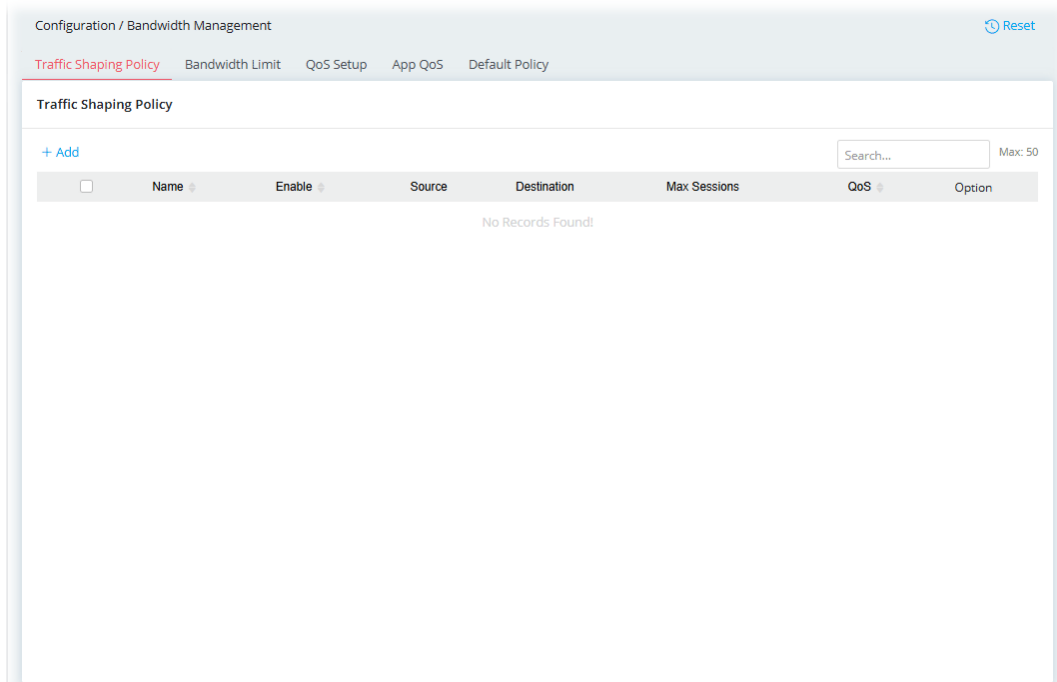 Configuration / Bandwidth Management Reset
Traffic Shaping Policy Bandwidth Limit QoS Setup App QoS Default Policy
Traffic Shaping Policy
+ Add Search... Max: 50
Name Enable Source Destination Max Sessions QoS Option
No Records Found!